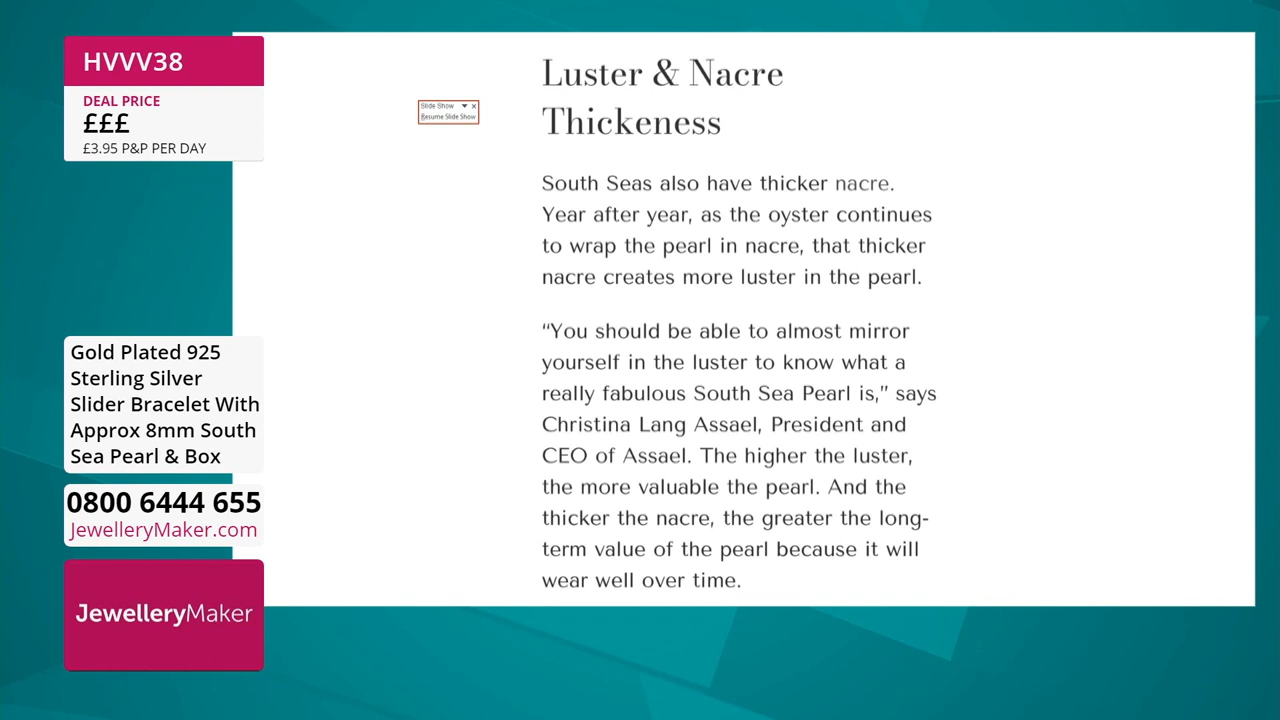 HVVV38
DEAL PRICE
£££
£3.95 P&P PER DAY
Gold Plated 925
Sterling Silver
Slider Bracelet With
Approx 8mm South
Sea Pearl & Box
0800 6444 655
JewelleryMaker.com
JewelleryMaker
Slide Show
Resume Slide Show
Luster & Nacre
Thickeness
South Seas also have thicker nacre.
Year after year, as the oyster continues
to wrap the pearl in nacre, that thicker
nacre creates more luster in the pearl.
“You should be able to almost mirror
yourself in the luster to know what a
really fabulous South Sea Pearl is,” says
Christina Lang Assael, President and
CEO of Assael. The higher the luster,
the more valuable the pearl. And the
thicker the nacre, the greater the long-
term value of the pearl because it will
wear well over time.